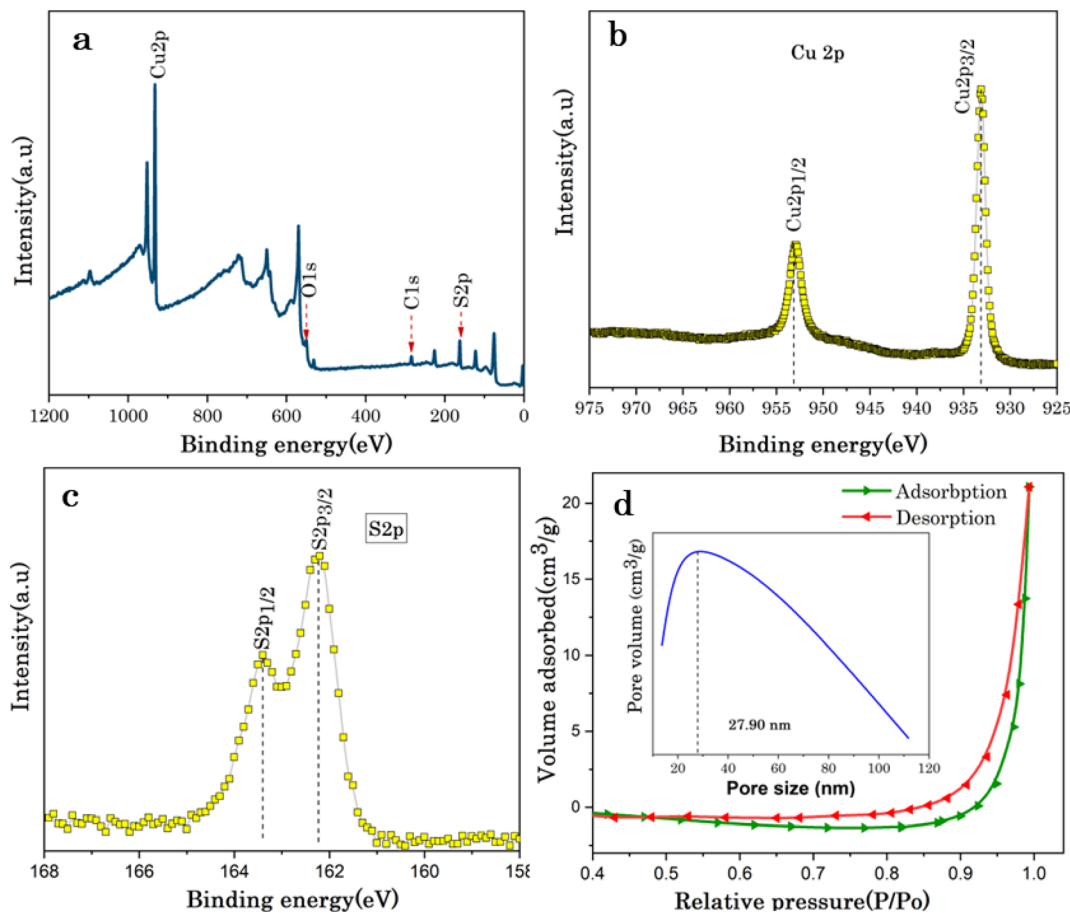 a
Cu2p
O1s
C1s
S2p
Intensity(a.u)
1200 1000 800 600 400 200 0
Binding energy(eV)
b
Cu 2p
Cu2p1/2
Cu2p3/2
Intensity(a.u)
975 970 965 960 955 950 945 940 935 930 925
Binding energy(eV)
c
S2p1/2
S2p3/2
S2p
Intensity(a.u)
168 166 164 162 160 158
Binding energy(eV)
d
Adsorbption
Desorption
Volume adsorbed(cm³/g)
20
15
10
5
0
0.4 0.5 0.6 0.7 0.8 0.9 1.0
Relative pressure(P/Po)
Pore volume (cm³/g)
27.90 nm
20 40 60 80 100 120
Pore size (nm)